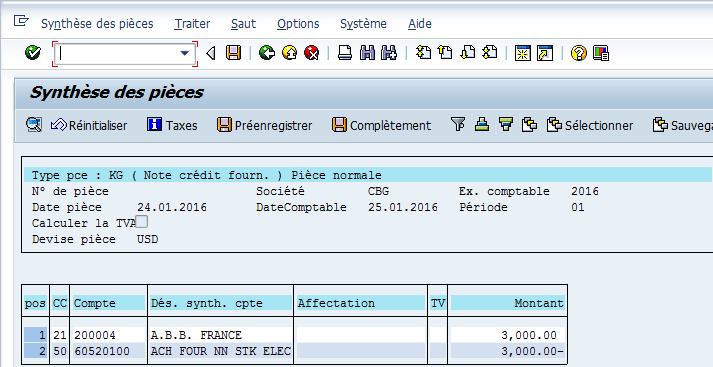 Synthèse des pièces Traiter Saut Options Système Aide
Synthèse des pièces
Réinitialiser Taxes Préenregistrer Complètement Sélectionner Sauvega
Type pce : KG ( Note crédit fourn. ) Pièce normale
N° de pièce Société CBG Ex. comptable 2016
Date pièce 24.01.2016 DateComptable 25.01.2016 Période 01
Calculer la TVA
Devise pièce USD
pos CC Compte Dés. synth. cpte Affectation TV Montant
1 21 200004 A.B.B. FRANCE 3,000.00
2 50 60520100 ACH FOUR NN STK ELEC 3,000.00-